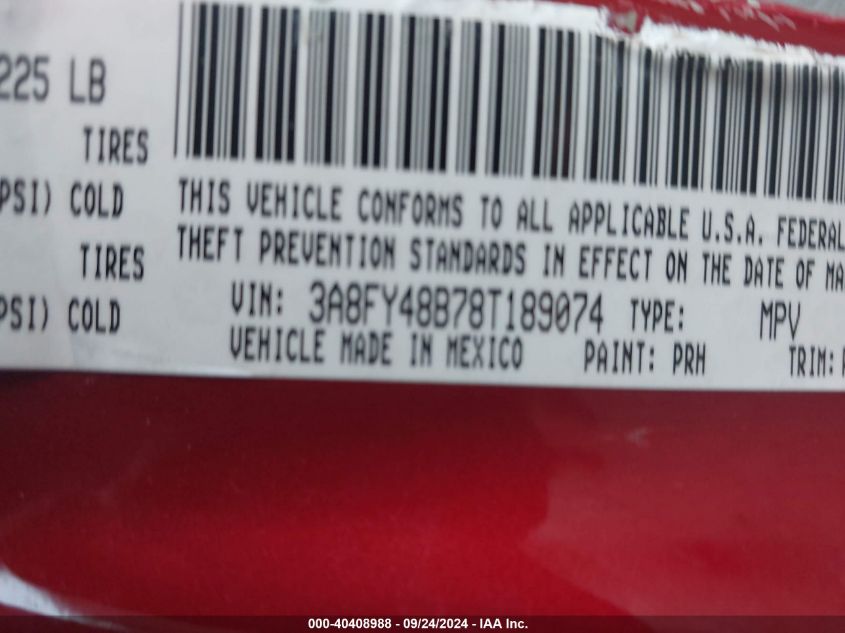 225 LB
TIRES
PSI) COLD
TIRES
PSI) COLD
THIS VEHICLE CONFORMS TO ALL APPLICABLE U.S.A. FEDERAL
THEFT PREVENTION STANDARDS IN EFFECT ON THE DATE OF MA
VIN: 3A8FY48B78T189074 TYPE: MPV
VEHICLE MADE IN MEXICO PAINT: PRH TRIM:
000-40408988 - 09/24/2024 - IAA Inc.